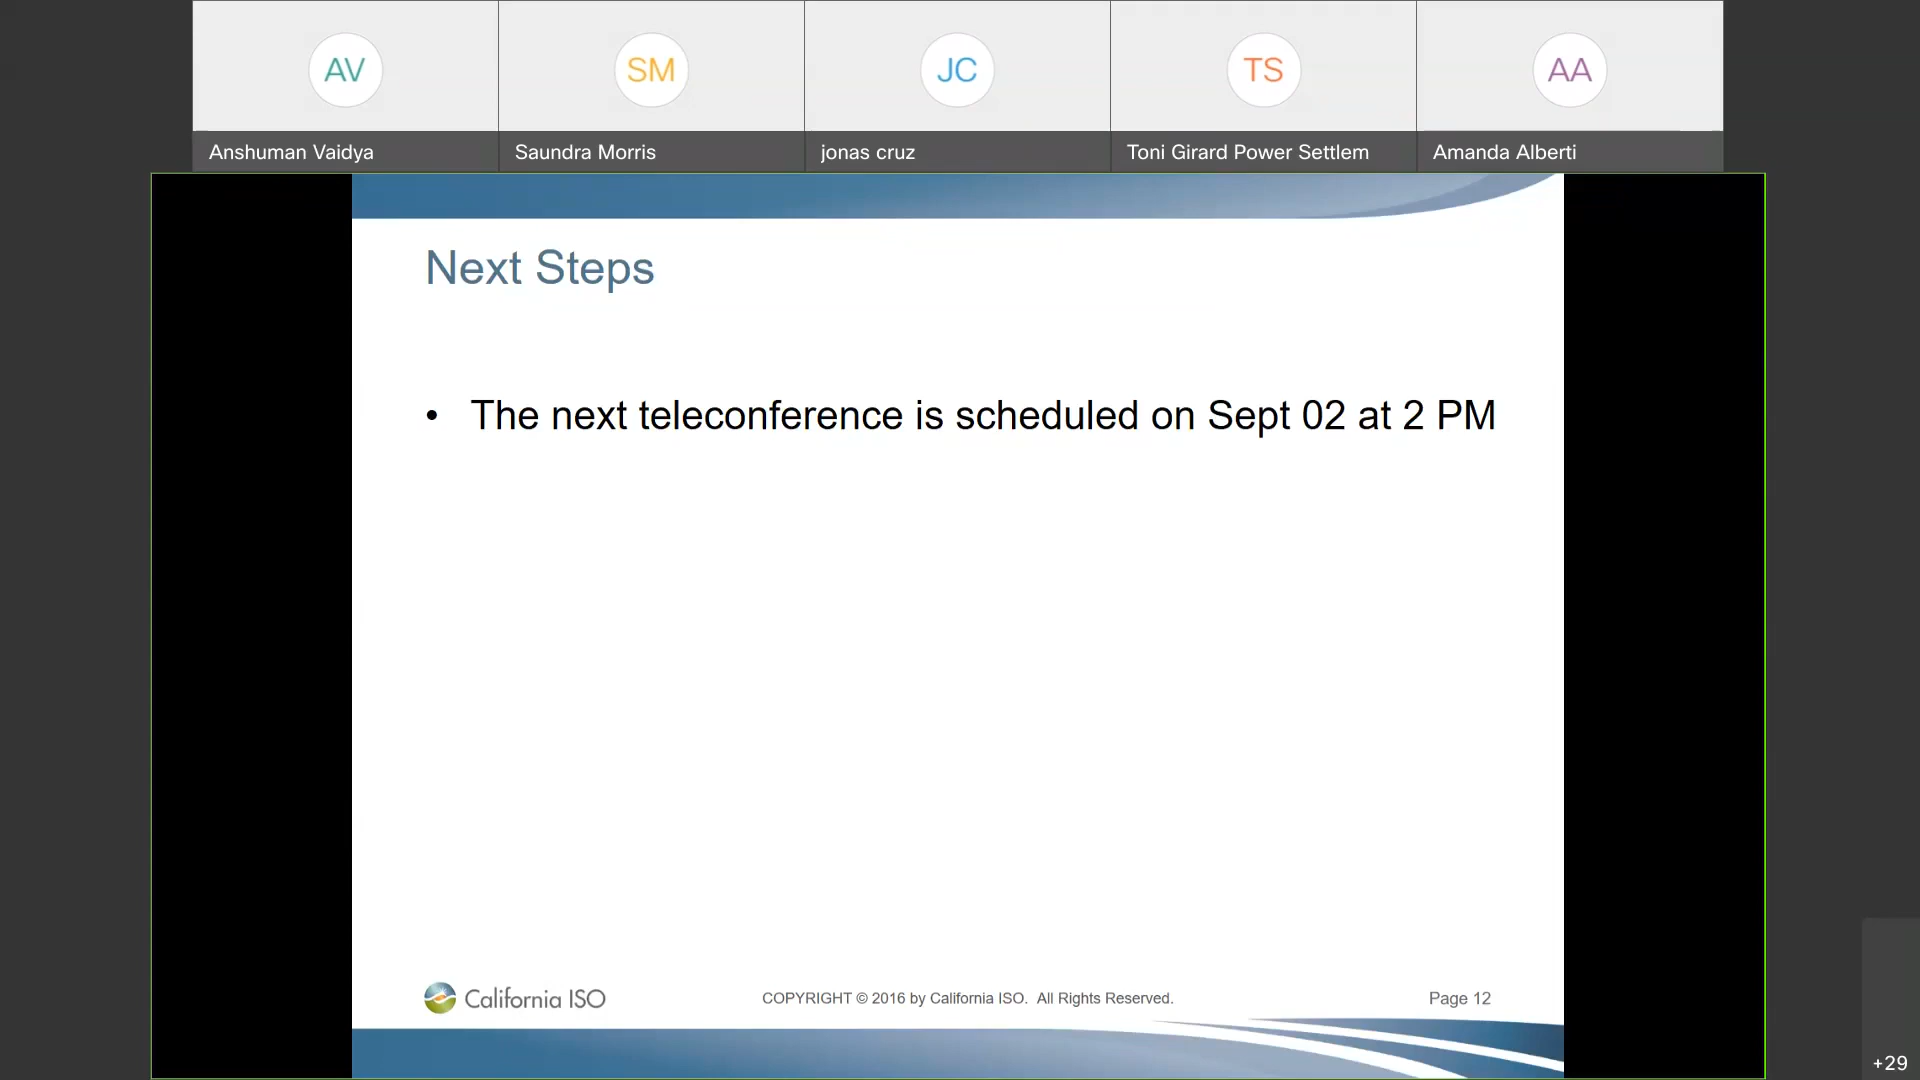 AV
SM
JC
TS
AA
Anshuman Vaidya
Saundra Morris
jonas cruz
Toni Girard Power Settlem
Amanda Alberti
Next Steps
• The next teleconference is scheduled on Sept 02 at 2 PM
California ISO
COPYRIGHT © 2016 by California ISO. All Rights Reserved.
Page 12
+29